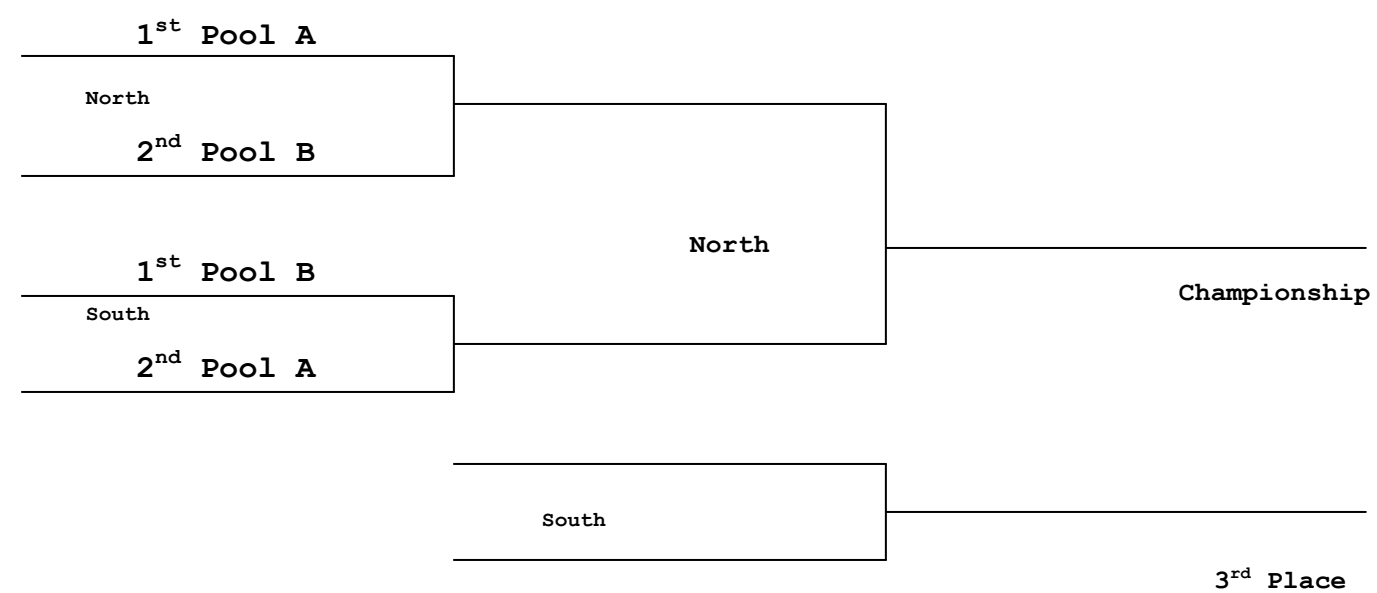 1st Pool A
North
2nd Pool B
North
1st Pool B
Championship
South
2nd Pool A
South
3rd Place